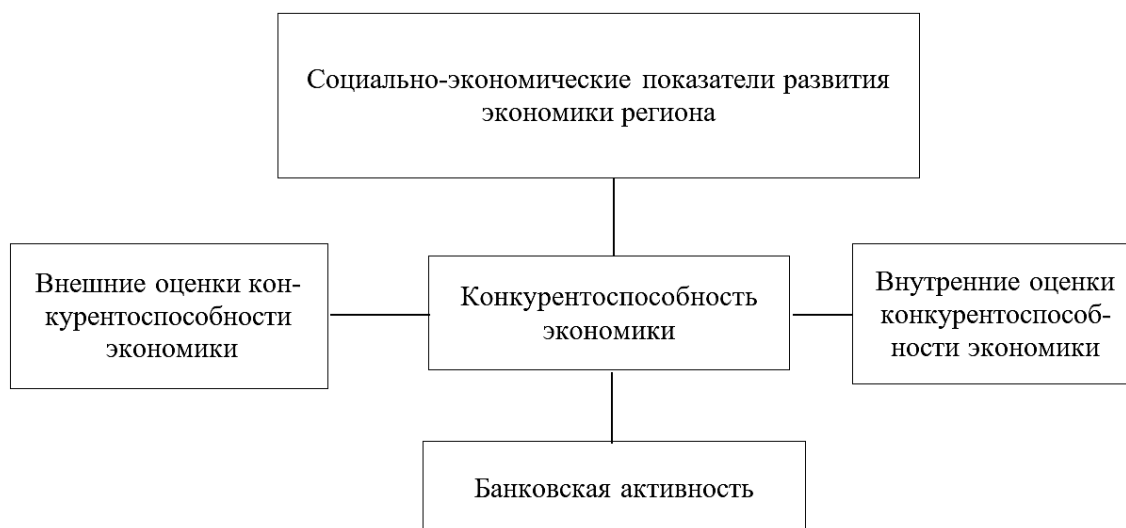 Социально-экономические показатели развития
экономики региона
Внешние оценки кон-
курентоспособности
экономики
Конкурентоспособность
экономики
Внутренние оценки
конкурентоспособ-
ности экономики
Банковская активность